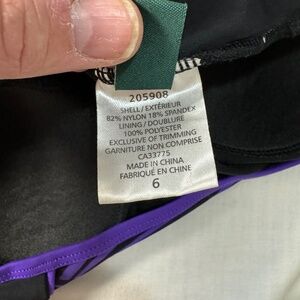 205908
SHELL / EXTÉRIEUR
82% NYLON 18% SPANDEX
LINING / DOUBLURE
100% POLYESTER
EXCLUSIVE OF TRIMMING
GARNITURE NON COMPRISE
CA33775
MADE IN CHINA
FABRIQUÉ EN CHINE
6